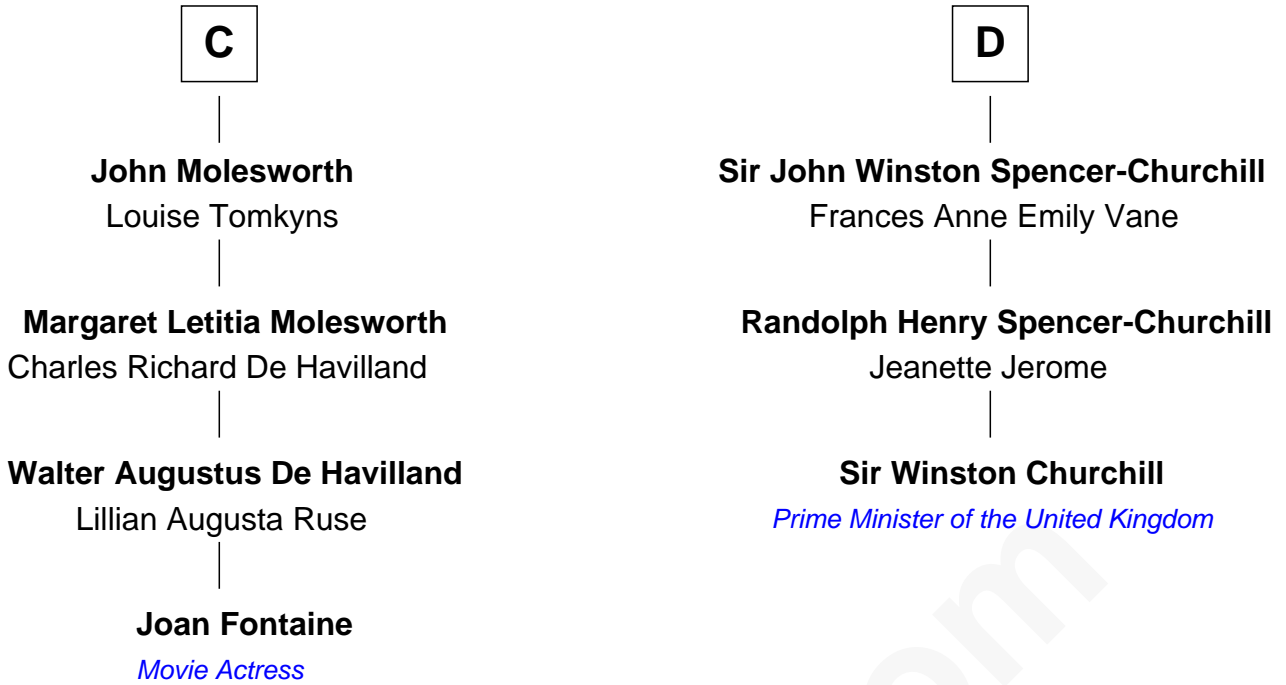 C
John Molesworth
Louise Tomkyns
Margaret Letitia Molesworth
Charles Richard De Havilland
Walter Augustus De Havilland
Lillian Augusta Ruse
Joan Fontaine
Movie Actress
D
Sir John Winston Spencer-Churchill
Frances Anne Emily Vane
Randolph Henry Spencer-Churchill
Jeanette Jerome
Sir Winston Churchill
Prime Minister of the United Kingdom
om